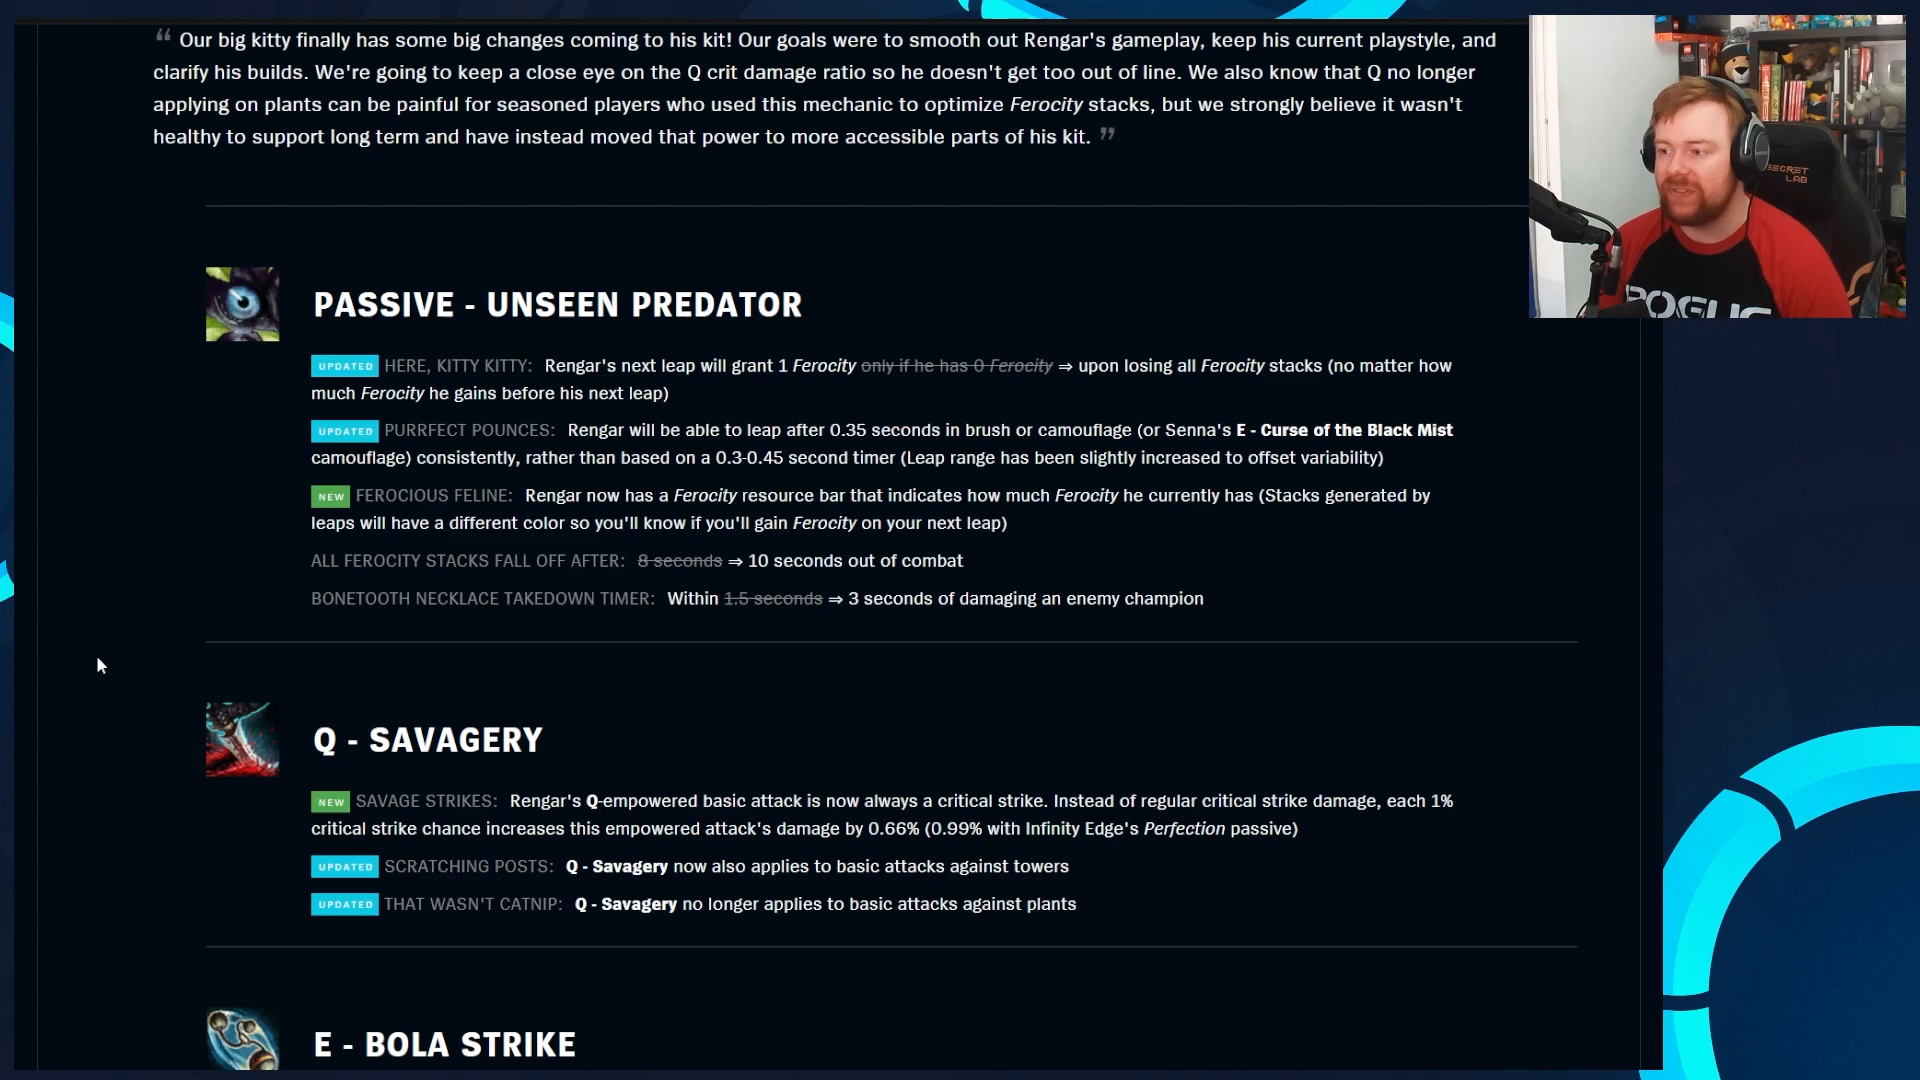 “ Our big kitty finally has some big changes coming to his kit! Our goals were to smooth out Rengar's gameplay, keep his current playstyle, and
clarify his builds. We're going to keep a close eye on the Q crit damage ratio so he doesn't get too out of line. We also know that Q no longer
applying on plants can be painful for seasoned players who used this mechanic to optimize Ferocity stacks, but we strongly believe it wasn't
healthy to support long term and have instead moved that power to more accessible parts of his kit. ”
SECRET
LAB
ROGUE
PASSIVE - UNSEEN PREDATOR
UPDATED HERE, KITTY KITTY: Rengar's next leap will grant 1 Ferocity only if he has 0 Ferocity ⇒ upon losing all Ferocity stacks (no matter how
much Ferocity he gains before his next leap)
UPDATED PURRFECT POUNCES: Rengar will be able to leap after 0.35 seconds in brush or camouflage (or Senna's E - Curse of the Black Mist
camouflage) consistently, rather than based on a 0.3-0.45 second timer (Leap range has been slightly increased to offset variability)
NEW FEROCIOUS FELINE: Rengar now has a Ferocity resource bar that indicates how much Ferocity he currently has (Stacks generated by
leaps will have a different color so you'll know if you'll gain Ferocity on your next leap)
ALL FEROCITY STACKS FALL OFF AFTER: 8 seconds ⇒ 10 seconds out of combat
BONETOOTH NECKLACE TAKEDOWN TIMER: Within 1.5 seconds ⇒ 3 seconds of damaging an enemy champion
Q - SAVAGERY
NEW SAVAGE STRIKES: Rengar's Q-empowered basic attack is now always a critical strike. Instead of regular critical strike damage, each 1%
critical strike chance increases this empowered attack's damage by 0.66% (0.99% with Infinity Edge's Perfection passive)
UPDATED SCRATCHING POSTS: Q - Savagery now also applies to basic attacks against towers
UPDATED THAT WASN'T CATNIP: Q - Savagery no longer applies to basic attacks against plants
E - BOLA STRIKE